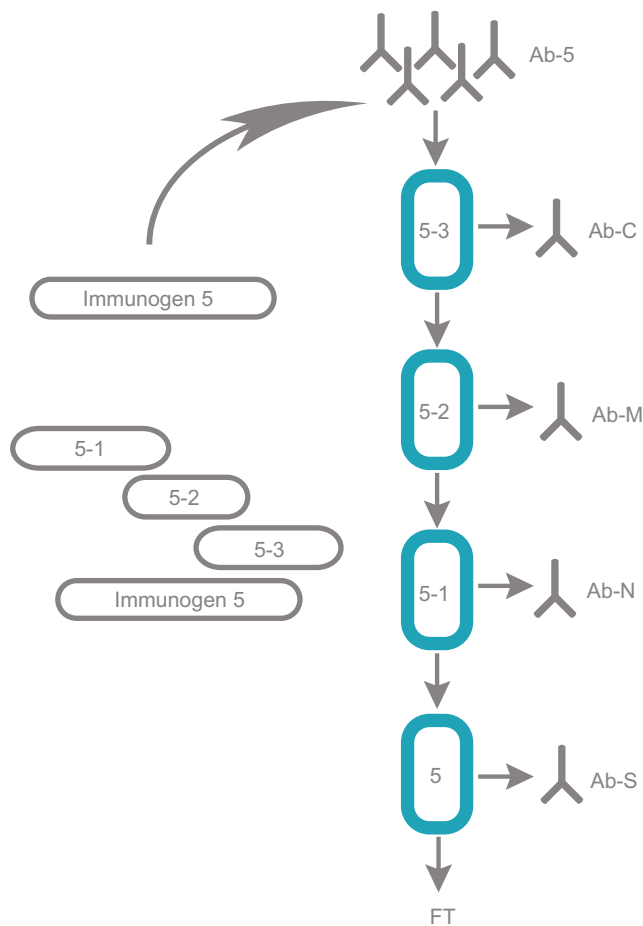 Ab-5
5-3
Ab-C
Immunogen 5
5-2
Ab-M
5-1
5-2
5-3
Immunogen 5
5-1
Ab-N
5
Ab-S
FT